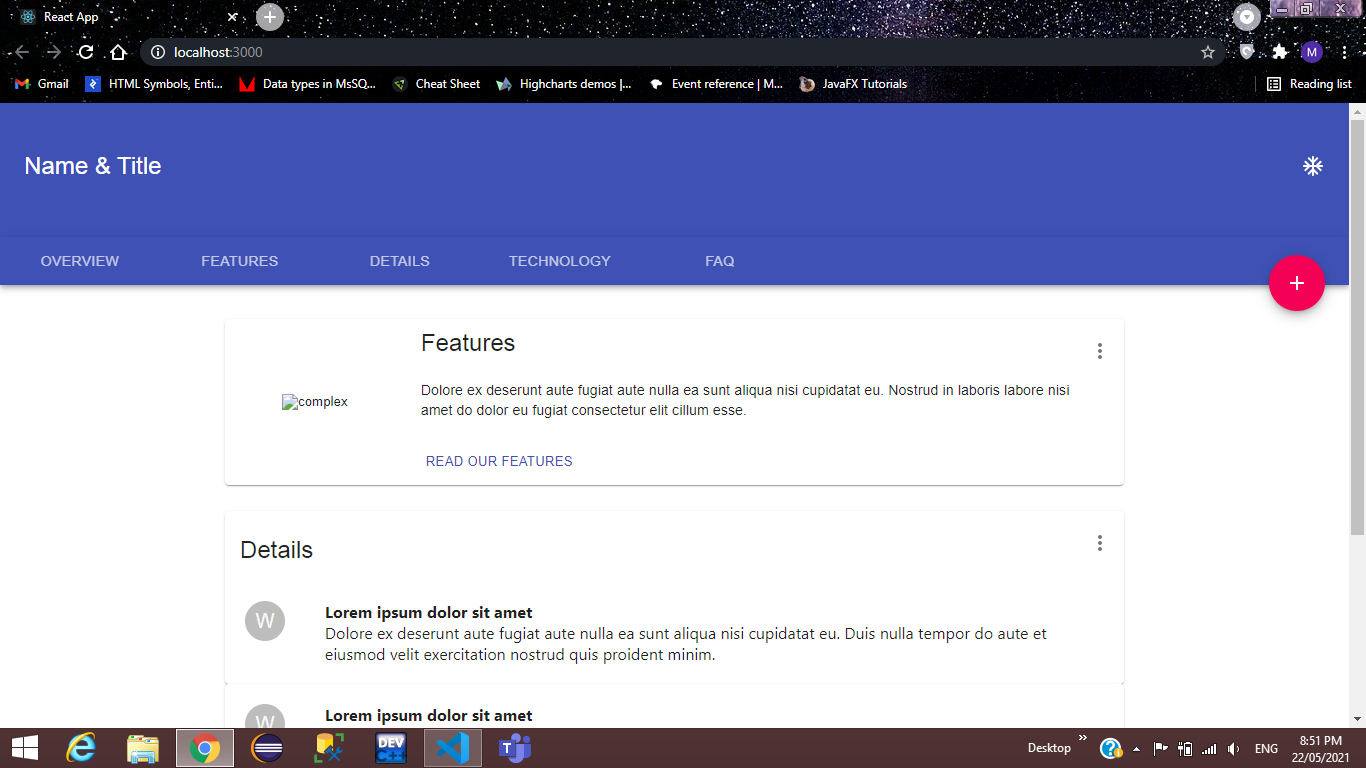 React App
localhost:3000
M
Gmail
HTML Symbols, Enti...
Data types in MsSQ...
Cheat Sheet
Highcharts demos |...
Event reference | M...
JavaFX Tutorials
Reading list
Name & Title
OVERVIEW
FEATURES
DETAILS
TECHNOLOGY
FAQ
Features
complex
Dolore ex deserunt aute fugiat aute nulla ea sunt aliqua nisi cupidatat eu. Nostrud in laboris labore nisi
amet do dolor eu fugiat consectetur elit cillum esse.
READ OUR FEATURES
Details
W
Lorem ipsum dolor sit amet
Dolore ex deserunt aute fugiat aute nulla ea sunt aliqua nisi cupidatat eu. Duis nulla tempor do aute et
eiusmod velit exercitation nostrud quis proident minim.
W
Lorem ipsum dolor sit amet
DEV
C++
T
Desktop
ENG
8:51 PM
22/05/2021